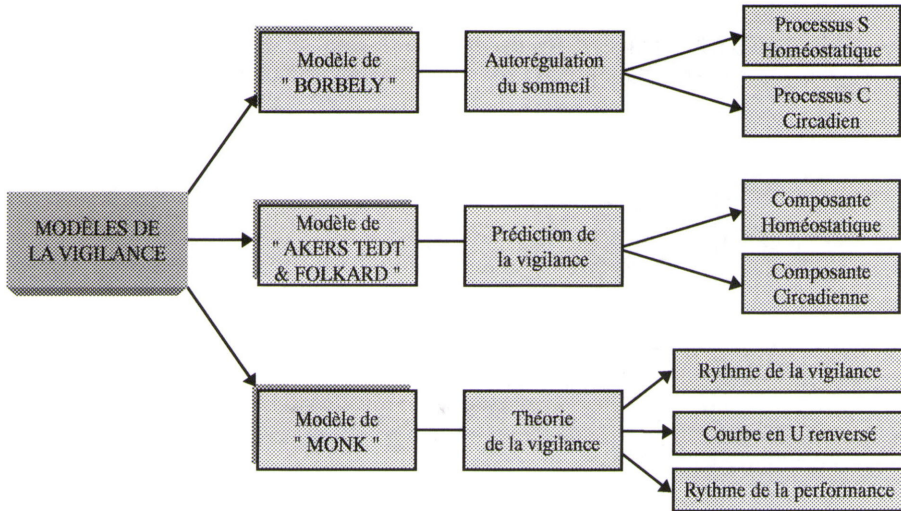 MODÈLES DE
LA VIGILANCE
Modèle de
" BORBELY "
Autorégulation
du sommeil
Processus S
Homéostatique
Processus C
Circadien
Modèle de
" AKERS TEDT
& FOLKARD "
Prédiction de
la vigilance
Composante
Homéostatique
Composante
Circadienne
Modèle de
" MONK "
Théorie
de la vigilance
Rythme de la vigilance
Courbe en U renversé
Rythme de la performance